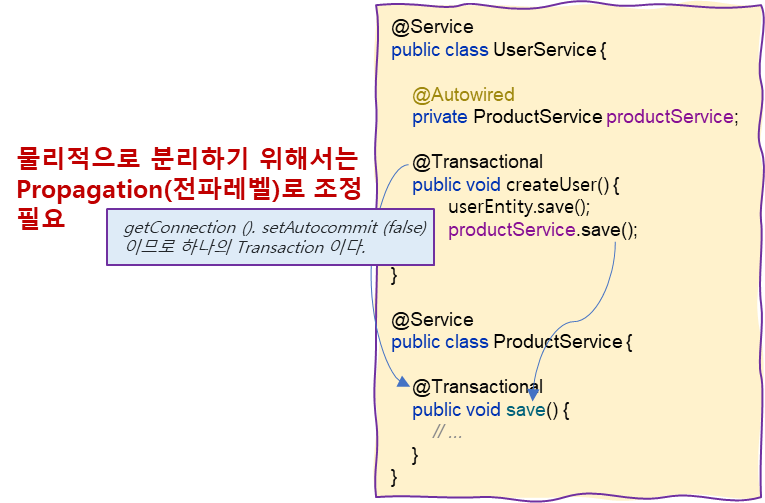 물리적으로 분리하기 위해서는
Propagation(전파레벨)로 조정
필요
getConnection (). setAutocommit (false)
이므로 하나의 Transaction 이다.
@Service
public class UserService {
@Autowired
private ProductService productService;
@Transactional
public void createUser() {
userEntity.save();
productService.save();
}
@Service
public class ProductService {
@Transactional
public void save() {
// ...
}
}